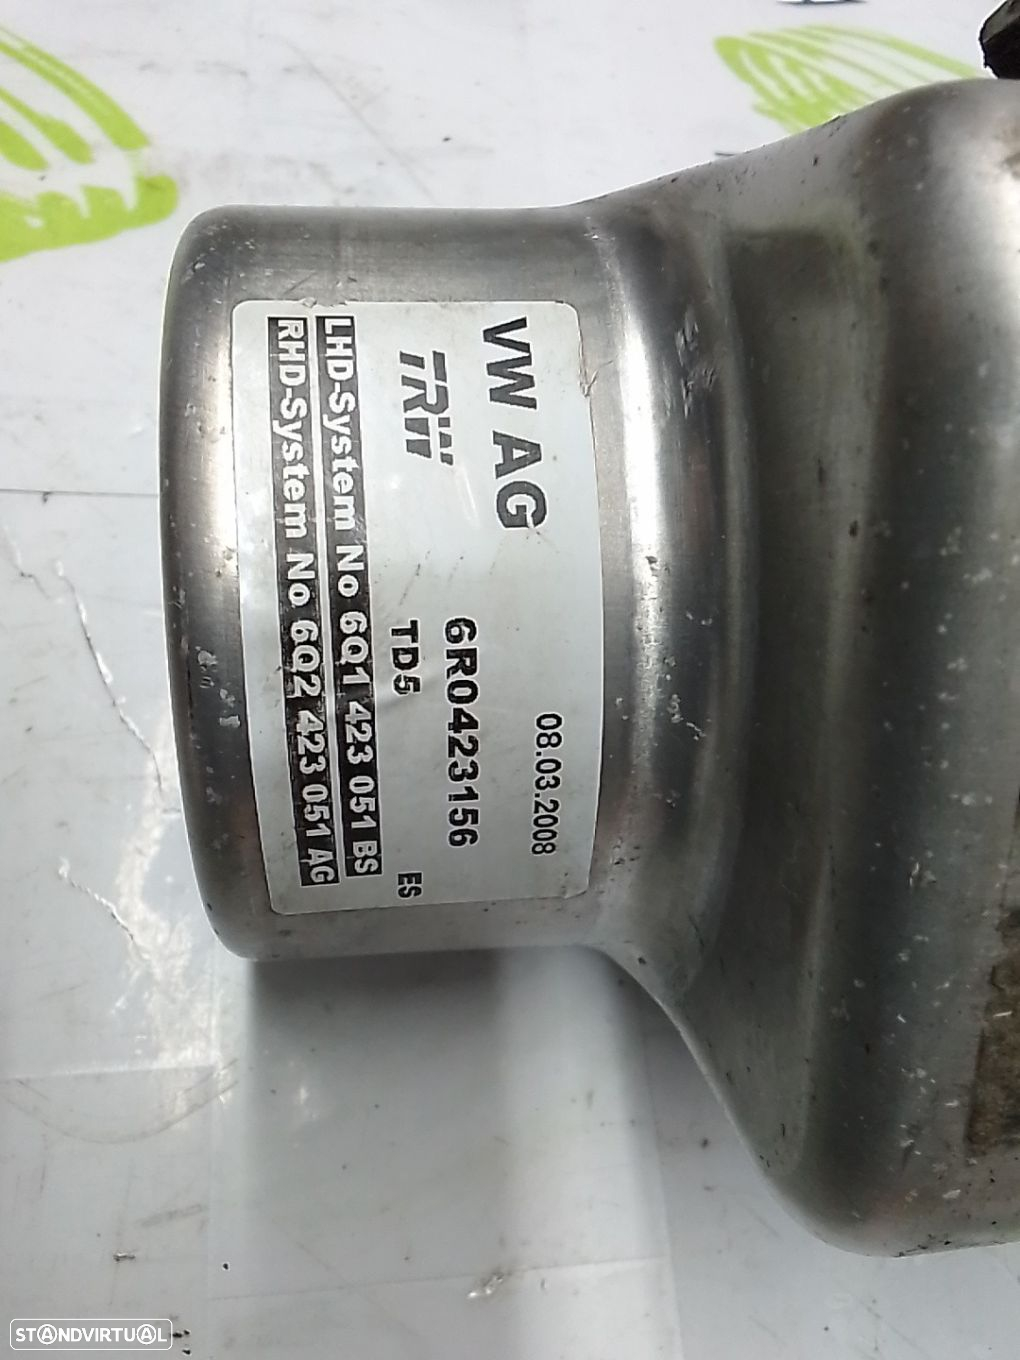 VW AG
08.03.2008
TRW
6R0423156
TD5
ES
LHD-System No 6Q1 423 051 BS
RHD-System No 6Q2 423 051 AG
STANDVIRTUAL